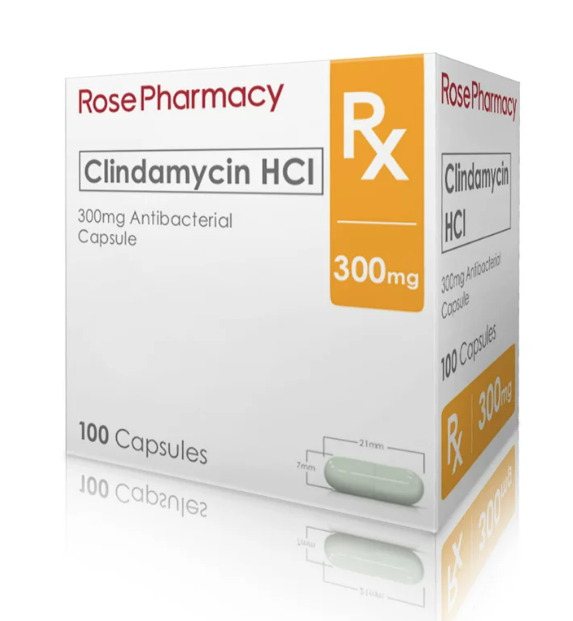 RosePharmacy
Clindamycin HCl
300mg Antibacterial
Capsule
Rx
300mg
100 Capsules
21mm
7mm
RosePharmacy
Clindamycin
HCl
300mg Antibacterial
Capsule
100 Capsules
Rx 300mg